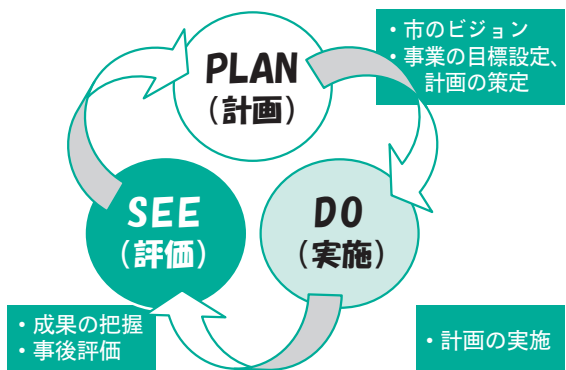 PLAN
(計画)
・市のビジョン
・事業の目標設定、
計画の策定
SEE
(評価)
DO
(実施)
・成果の把握
・事後評価
・計画の実施